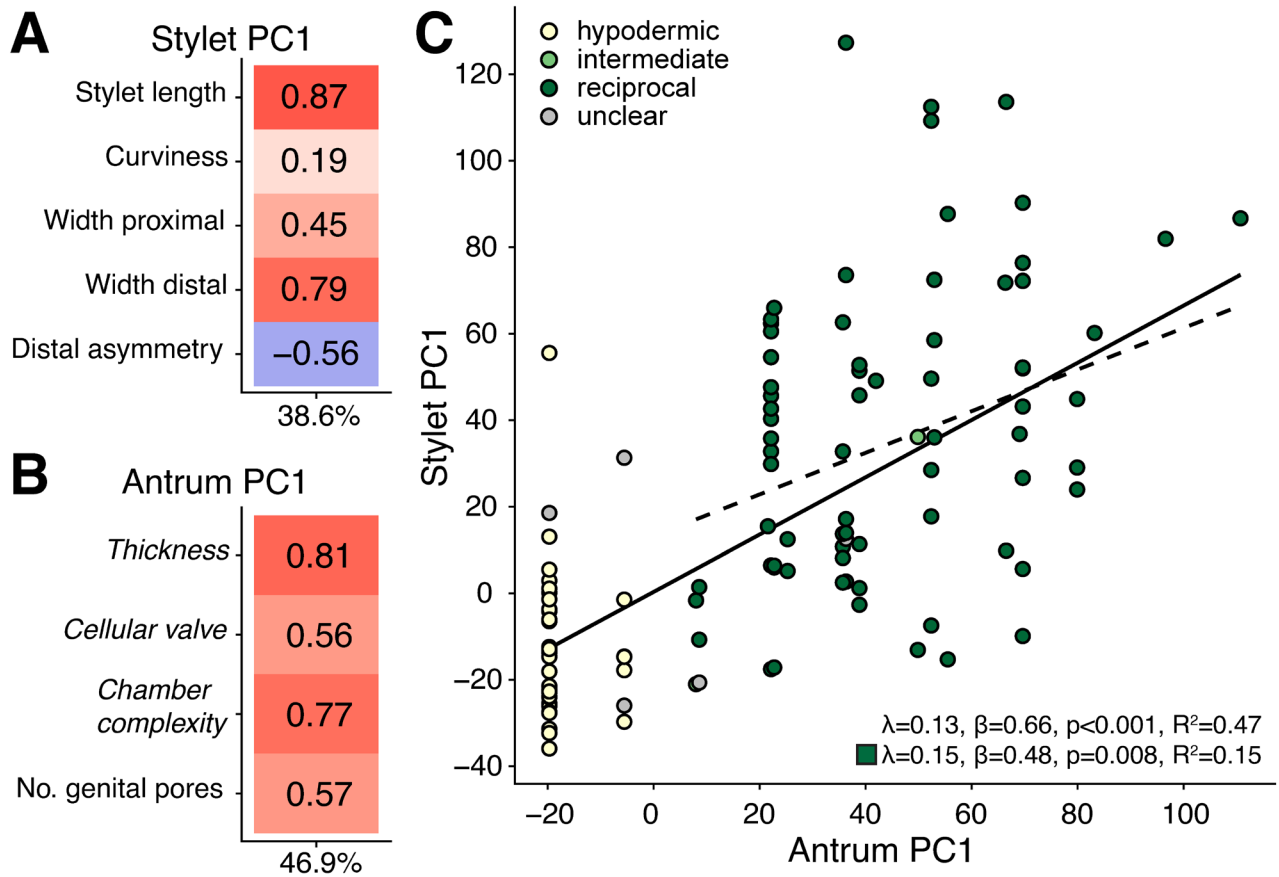 A
Stylet PC1
Stylet length
0.87
Curviness
0.19
Width proximal
0.45
Width distal
0.79
Distal asymmetry
−0.56
38.6%
B
Antrum PC1
Thickness
0.81
Cellular valve
0.56
Chamber
complexity
0.77
No. genital pores
0.57
46.9%
C
hypodermic
intermediate
reciprocal
unclear
Stylet PC1
120
100
80
60
40
20
0
−20
−40
λ=0.13, β=0.66, p<0.001, R²=0.47
λ=0.15, β=0.48, p=0.008, R²=0.15
−20 0 20 40 60 80 100
Antrum PC1